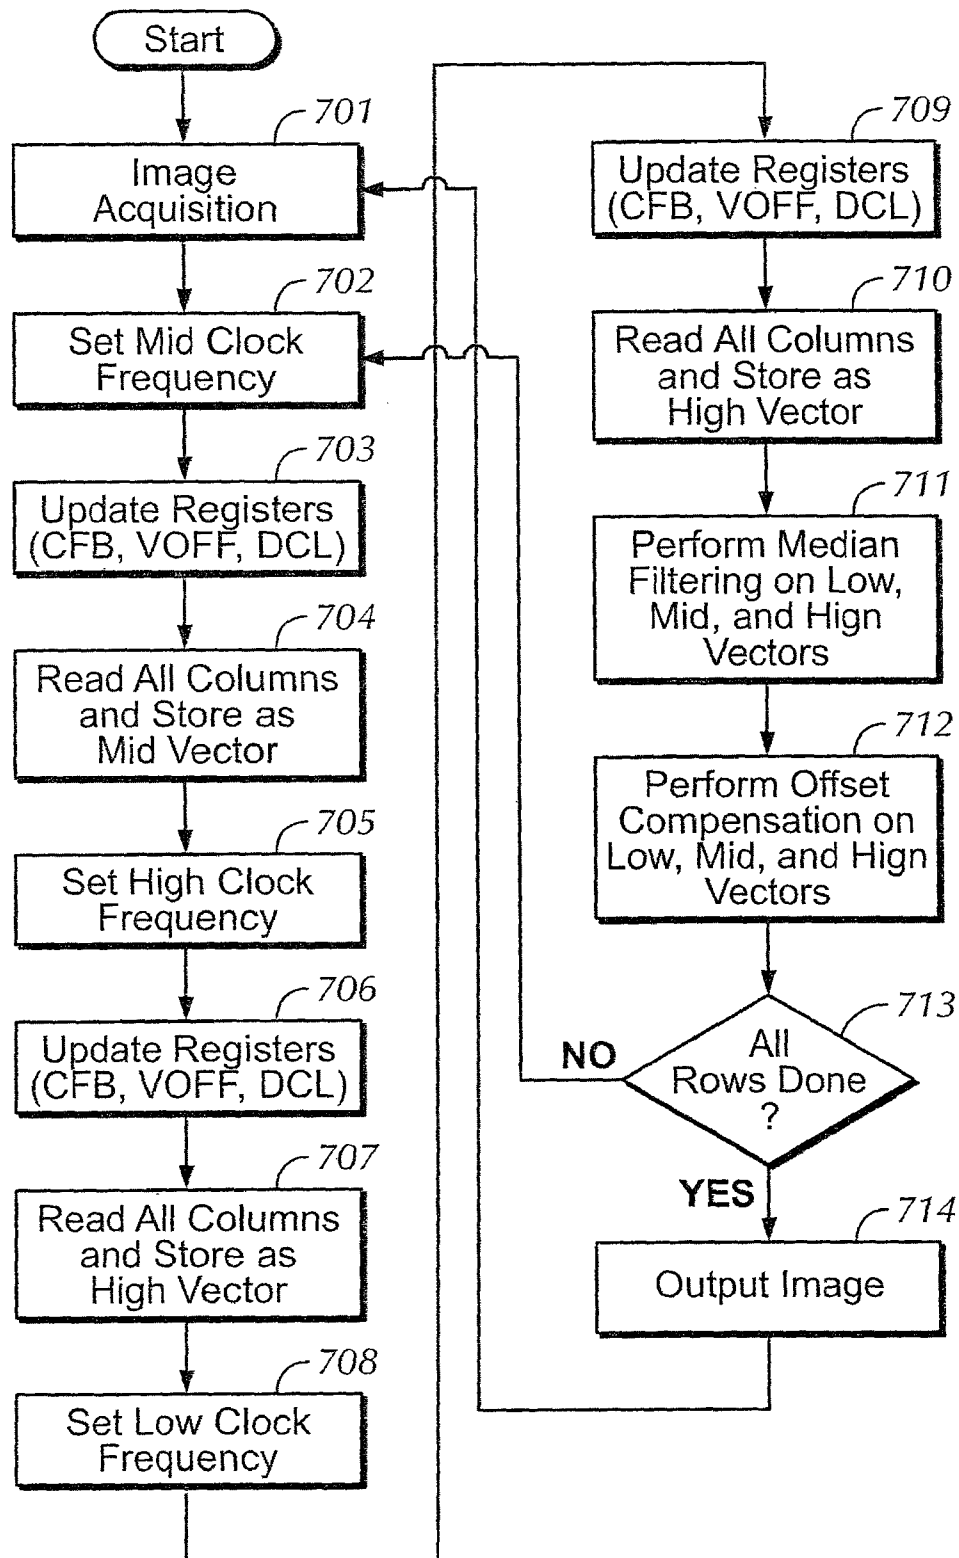 Start
701
Image
Acquisition
702
Set Mid Clock
Frequency
703
Update Registers
(CFB, VOFF, DCL)
704
Read All Columns
and Store as
Mid Vector
705
Set High Clock
Frequency
706
Update Registers
(CFB, VOFF, DCL)
707
Read All Columns
and Store as
High Vector
708
Set Low Clock
Frequency
709
Update Registers
(CFB, VOFF, DCL)
710
Read All Columns
and Store as
High Vector
711
Perform Median
Filtering on Low,
Mid, and Hign
Vectors
712
Perform Offset
Compensation on
Low, Mid, and Hign
Vectors
713
All
Rows Done
?
NO
YES
714
Output Image